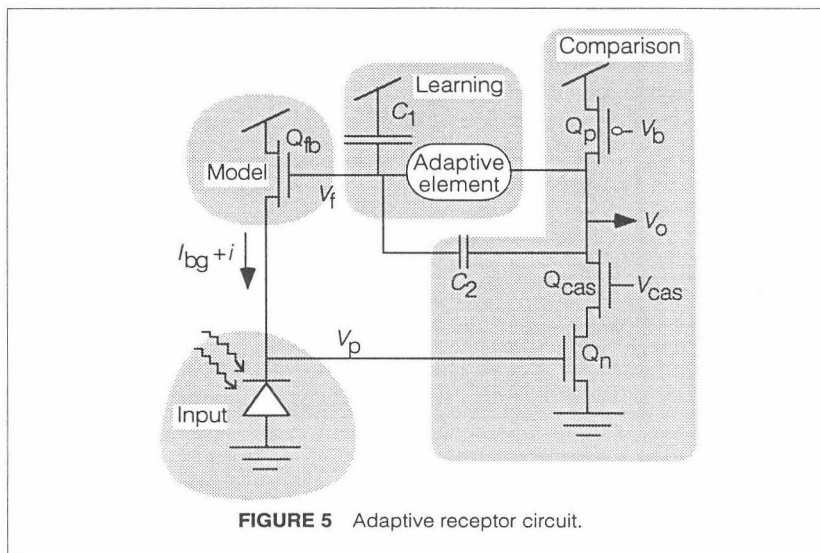 Comparison
Learning
C1
Qfb
Qp
Vb
Model
Adaptive
element
Vf
Vo
Ibg + i
C2
Qcas
Vcas
Vp
Qn
Input
FIGURE 5 Adaptive receptor circuit.